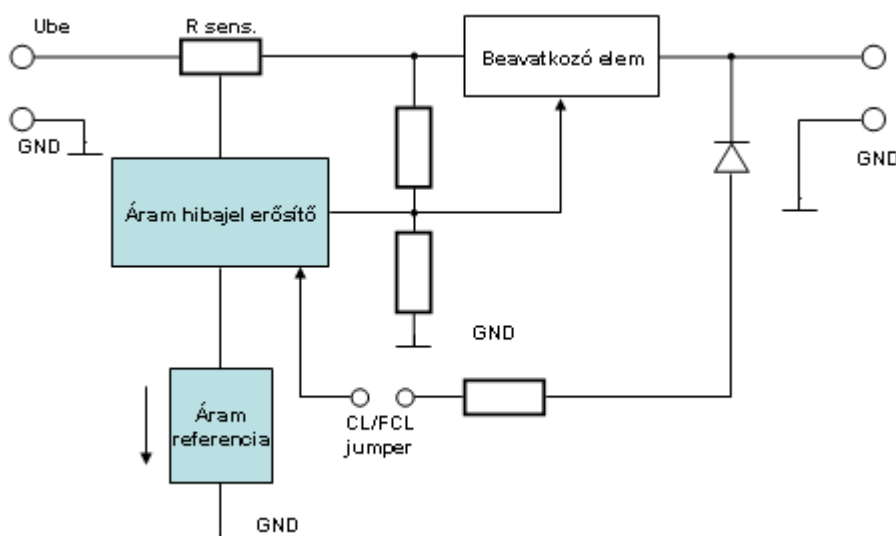 Ube
R sens.
Beavatkozó elem
GND
GND
Áram hibajel erősítő
GND
CL/FCL
jumper
Áram
referencia
GND